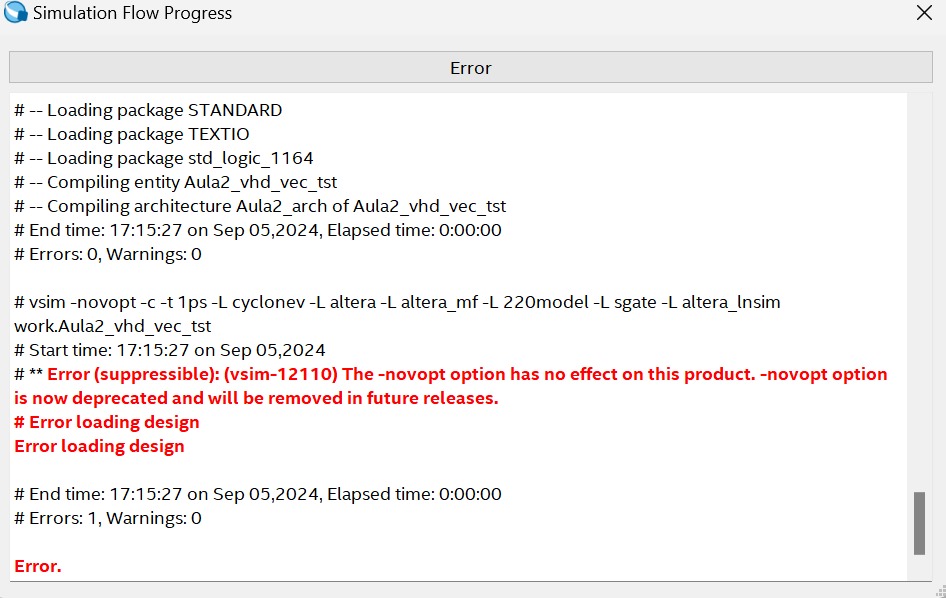 Simulation Flow Progress
Error
# -- Loading package STANDARD
# -- Loading package TEXTIO
# -- Loading package std_logic_1164
# -- Compiling entity Aula2_vhd_vec_tst
# -- Compiling architecture Aula2_arch of Aula2_vhd_vec_tst
# End time: 17:15:27 on Sep 05,2024, Elapsed time: 0:00:00
# Errors: 0, Warnings: 0
# vsim -novopt -c -t 1ps -L cyclonev -L altera -L altera_mf -L 220model -L sgate -L altera_lnsim
work.Aula2_vhd_vec_tst
# Start time: 17:15:27 on Sep 05,2024
# ** Error (suppressible): (vsim-12110) The -novopt option has no effect on this product. -novopt option
is now deprecated and will be removed in future releases.
# Error loading design
Error loading design
# End time: 17:15:27 on Sep 05,2024, Elapsed time: 0:00:00
# Errors: 1, Warnings: 0
Error.